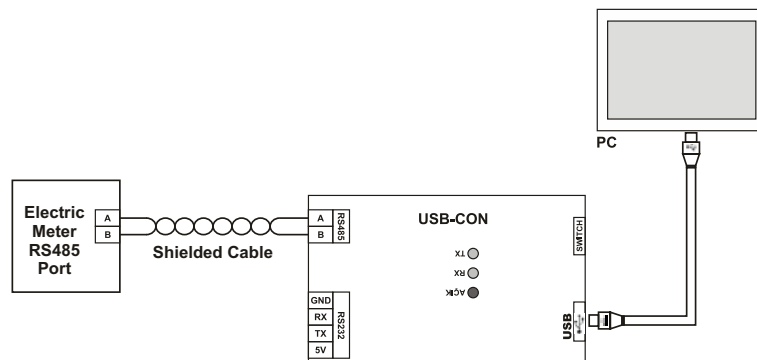 PC
Electric
Meter
RS485
Port
A
B
Shielded Cable
A
B
RS485
USB-CON
SWITCH
TX
RX
AÇIK
GND
RX
TX
5V
RS232
USB